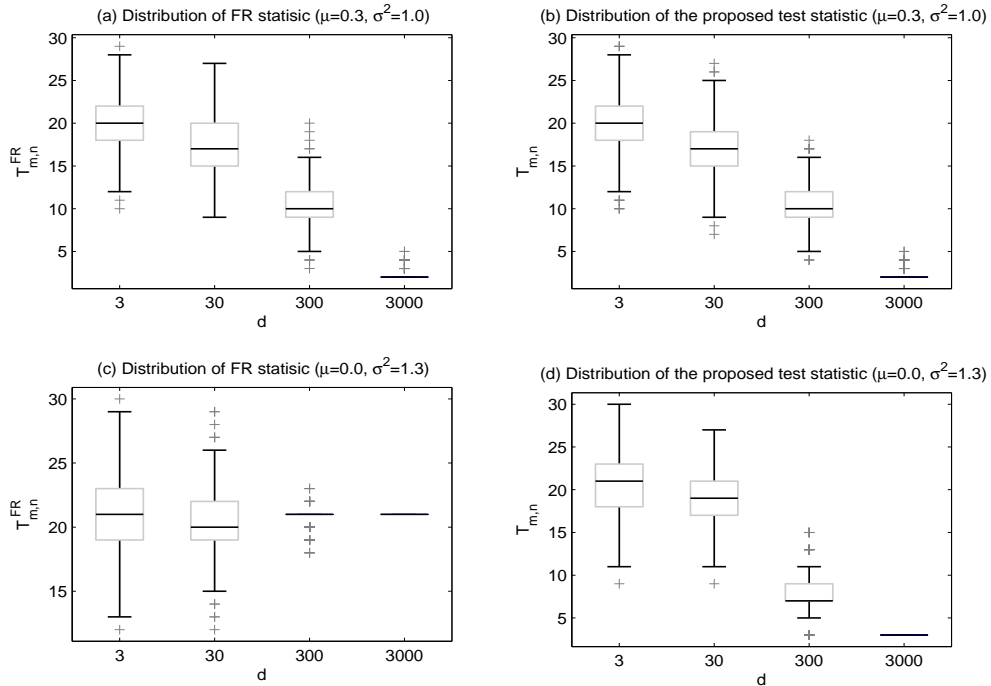 (a) Distribution of FR statisic (μ=0.3, σ²=1.0)
30
25
20
15
10
5
T^FR_m,n
3 30 300 3000
d
(b) Distribution of the proposed test statistic (μ=0.3, σ²=1.0)
30
25
20
15
10
5
T_m,n
3 30 300 3000
d
(c) Distribution of FR statisic (μ=0.0, σ²=1.3)
30
25
20
15
T^FR_m,n
3 30 300 3000
d
(d) Distribution of the proposed test statistic (μ=0.0, σ²=1.3)
30
25
20
15
10
5
T_m,n
3 30 300 3000
d